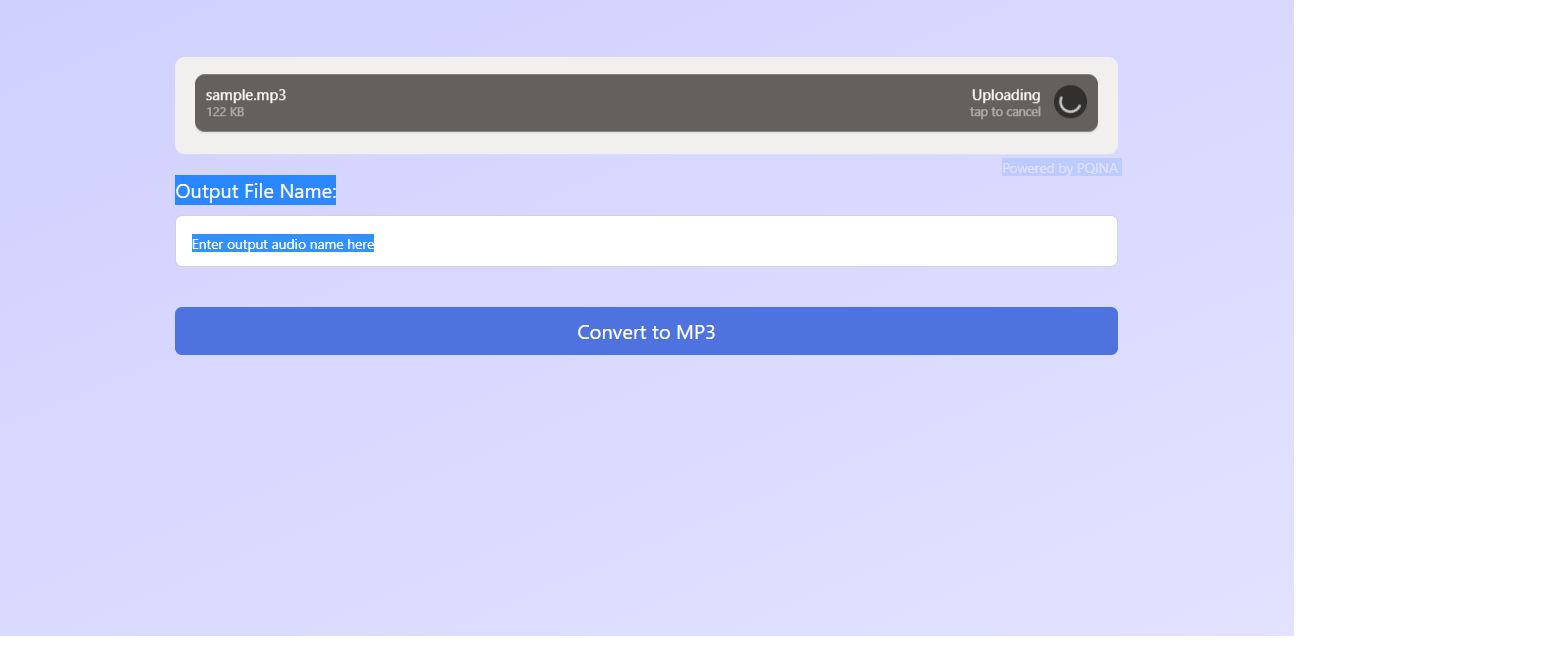 sample.mp3
122 KB
Uploading
tap to cancel
Powered by PQINA
Output File Name:
Enter output audio name here
Convert to MP3